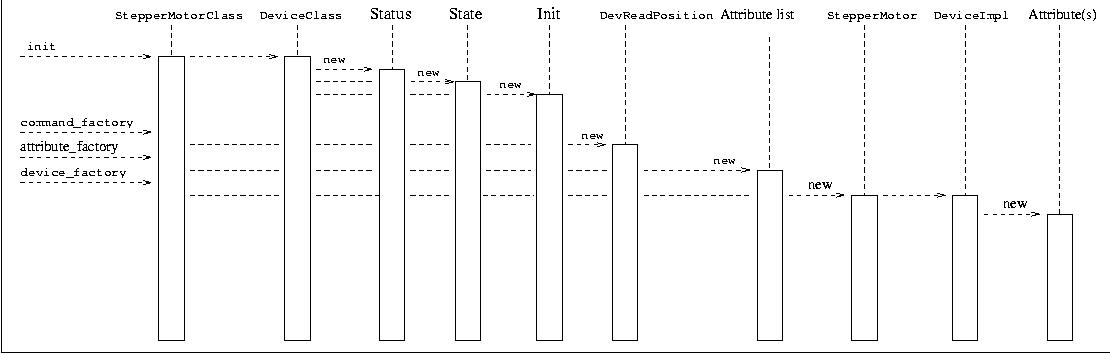 StepperMotorClass DeviceClass Status State Init DevReadPosition Attribute list StepperMotor DeviceImpl Attribute(s)
init
new
new
new
command_factory
new
attribute_factory
new
device_factory
new
new